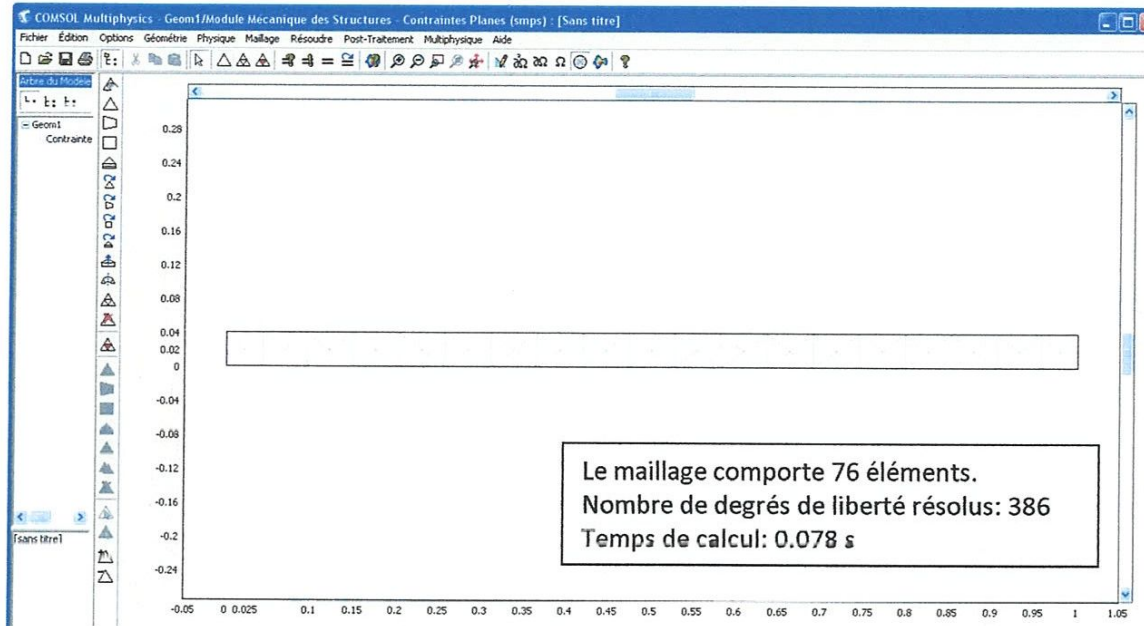 COMSOL Multiphysics - Geom1/Module Mécanique des Structures - Contraintes Planes (smps) : [Sans titre]
Fichier Édition Options Géométrie Physique Maillage Résoudre Post-Traitement Multiphysique Aide
Arbre du Modèle
Geom1
Contrainte
0.28
0.24
0.2
0.16
0.12
0.08
0.04
0.02
0
-0.04
-0.08
-0.12
-0.16
-0.2
-0.24
[sans titre]
Le maillage comporte 76 éléments.
Nombre de degrés de liberté résolus: 386
Temps de calcul: 0.078 s
-0.05 0 0.025 0.1 0.15 0.2 0.25 0.3 0.35 0.4 0.45 0.5 0.55 0.6 0.65 0.7 0.75 0.8 0.85 0.9 0.95 1 1.05